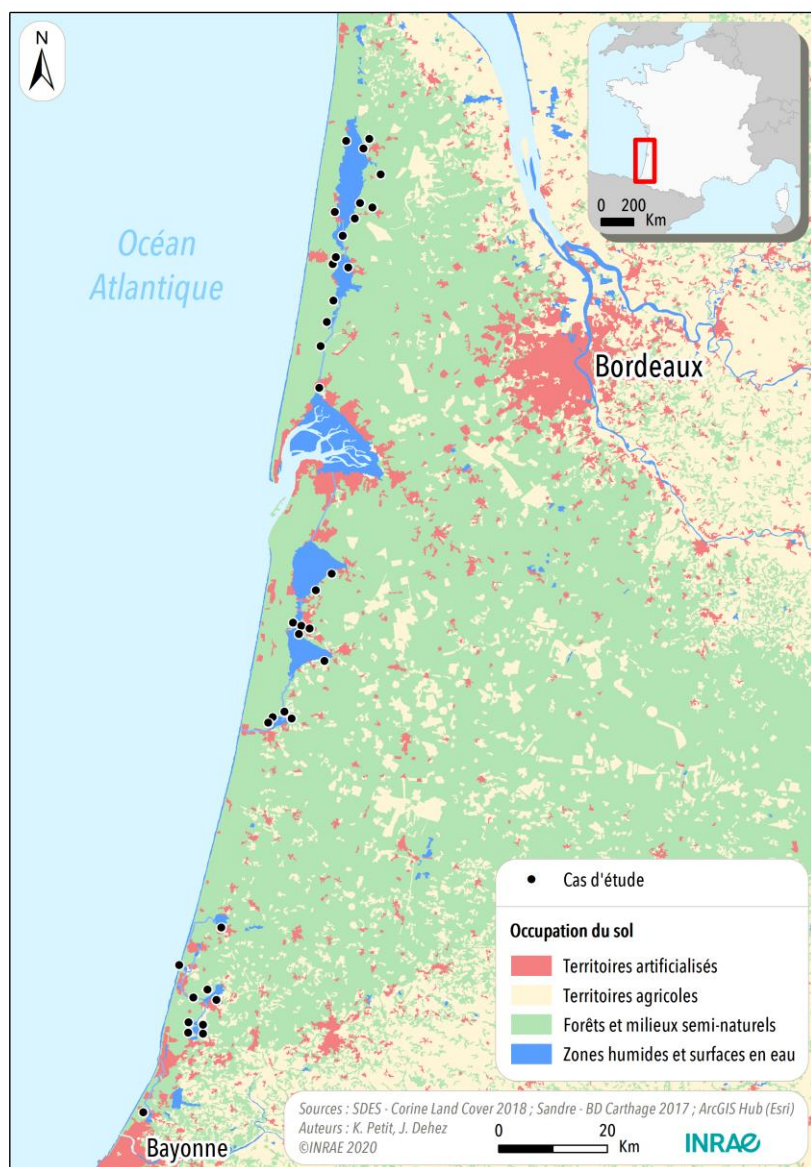 N
0 200
Km
Océan
Atlantique
Bordeaux
Cas d'étude
Occupation du sol
Territoires artificialisés
Territoires agricoles
Forêts et milieux semi-naturels
Zones humides et surfaces en eau
Sources : SDES - Corine Land Cover 2018 ; Sandre - BD Carthage 2017 ; ArcGIS Hub (Esri)
Auteurs : K. Petit, J. Dehez
©INRAE 2020
0 20
Km
INRAE
Bayonne